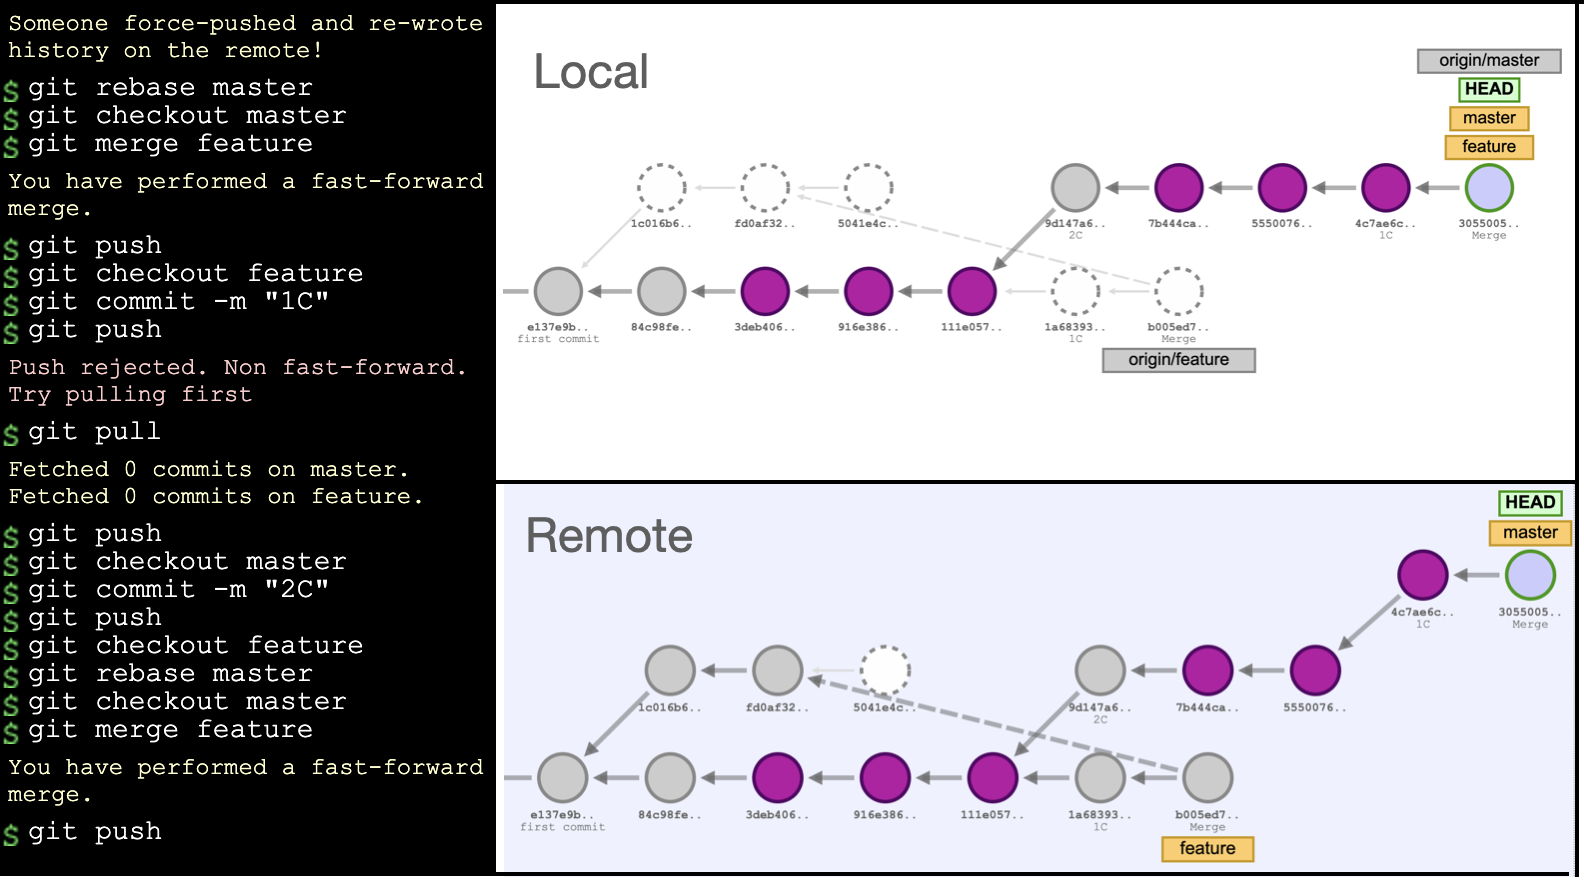 Someone force-pushed and re-wrote
history on the remote!
$ git rebase master
$ git checkout master
$ git merge feature
You have performed a fast-forward
merge.
$ git push
$ git checkout feature
$ git commit -m "1C"
$ git push
Push rejected. Non fast-forward.
Try pulling first
$ git pull
Fetched 0 commits on master.
Fetched 0 commits on feature.
$ git push
$ git checkout master
$ git commit -m "2C"
$ git push
$ git checkout feature
$ git rebase master
$ git checkout master
$ git merge feature
You have performed a fast-forward
merge.
$ git push
Local
origin/master
HEAD
master
feature
1c016b6..
fd0af32..
5041e4c..
9d147a6..
2C
7b444ca..
5550076..
4c7ae6c..
1C
3055005..
Merge
e137e9b..
first commit
84c98fe..
3deb406..
916e386..
111e057..
1a68393..
1C
b005ed7..
Merge
origin/feature
Remote
HEAD
master
4c7ae6c..
1C
3055005..
Merge
1c016b6..
fd0af32..
5041e4c..
9d147a6..
2C
7b444ca..
5550076..
e137e9b..
first commit
84c98fe..
3deb406..
916e386..
111e057..
1a68393..
1C
b005ed7..
Merge
feature